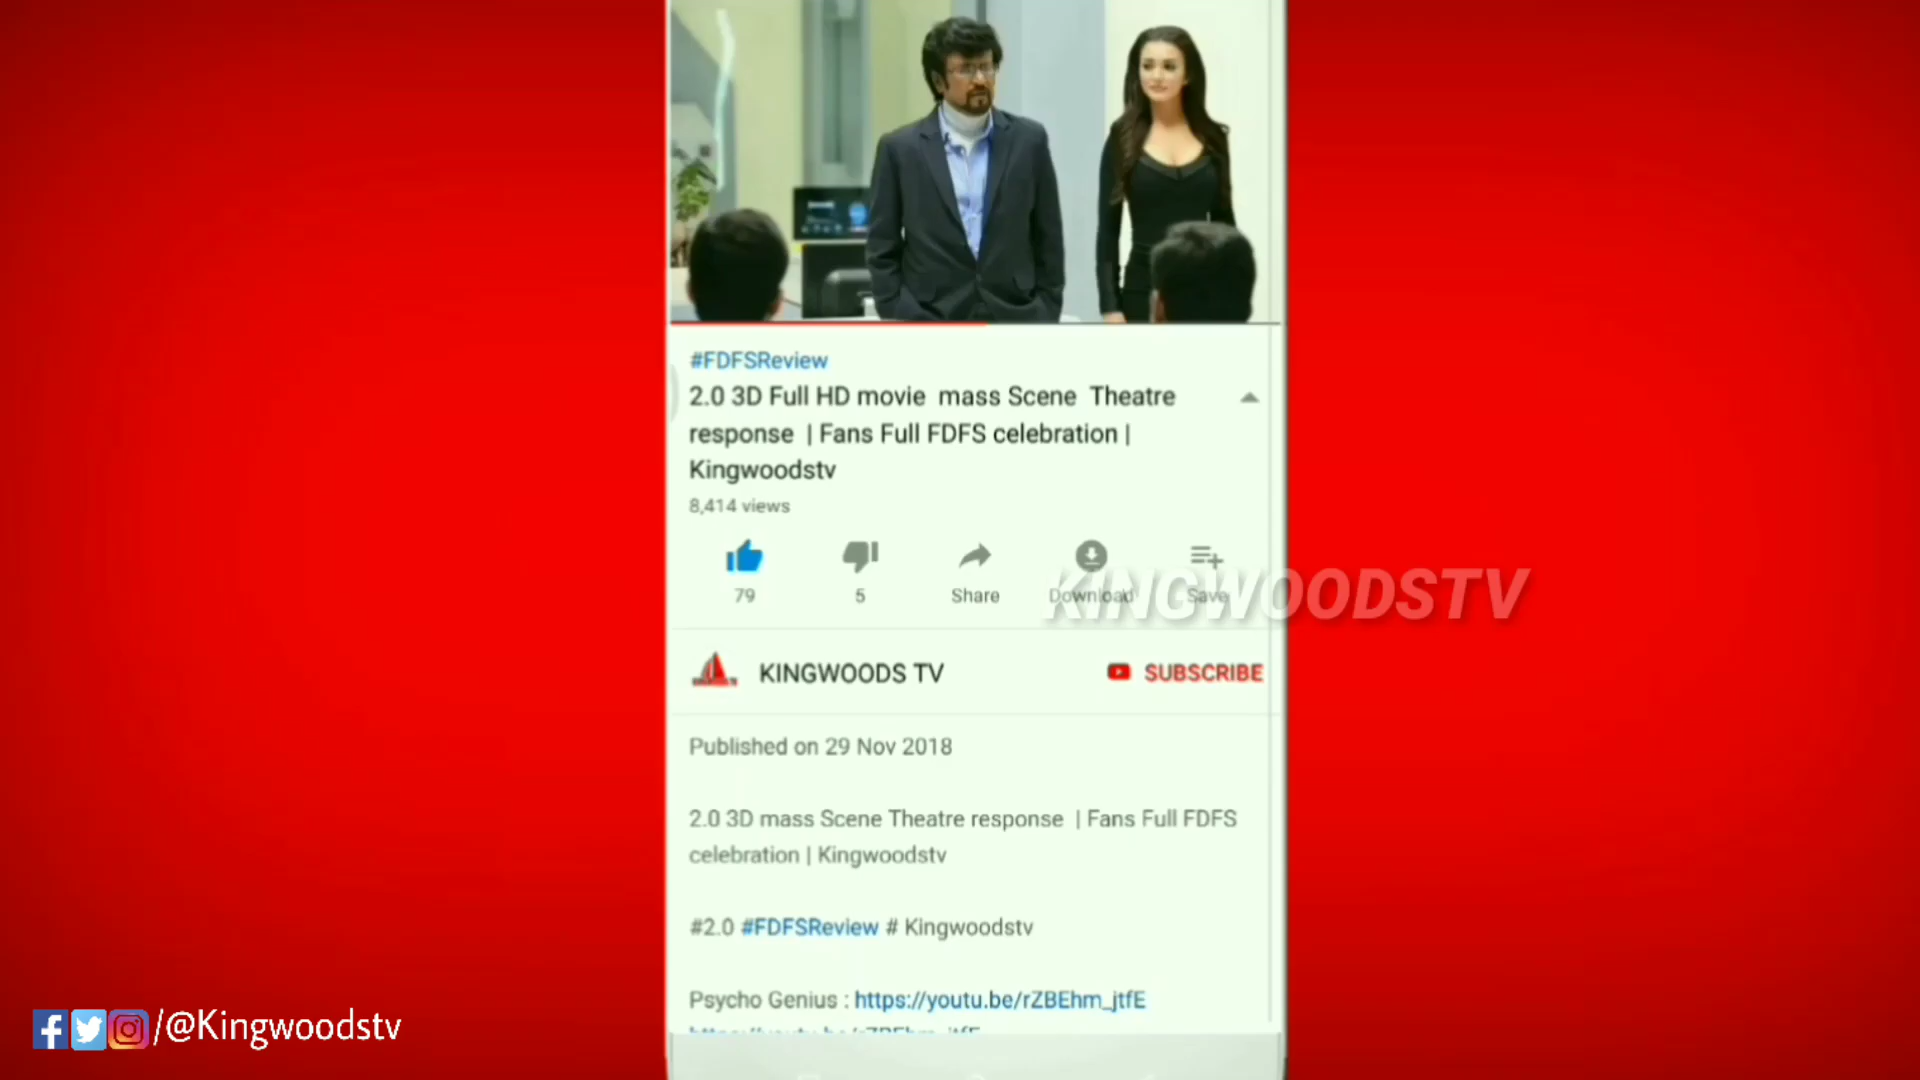 #FDFSReview
2.0 3D Full HD movie mass Scene Theatre
response | Fans Full FDFS celebration |
Kingwoodstv
8,414 views
79 5 Share Download Save
KINGWOODSTV
KINGWOODS TV SUBSCRIBE
Published on 29 Nov 2018
2.0 3D mass Scene Theatre response | Fans Full FDFS
celebration | Kingwoodstv
#2.0 #FDFSReview # Kingwoodstv
Psycho Genius : https://youtu.be/rZBEhm_jtfE
/@Kingwoodstv